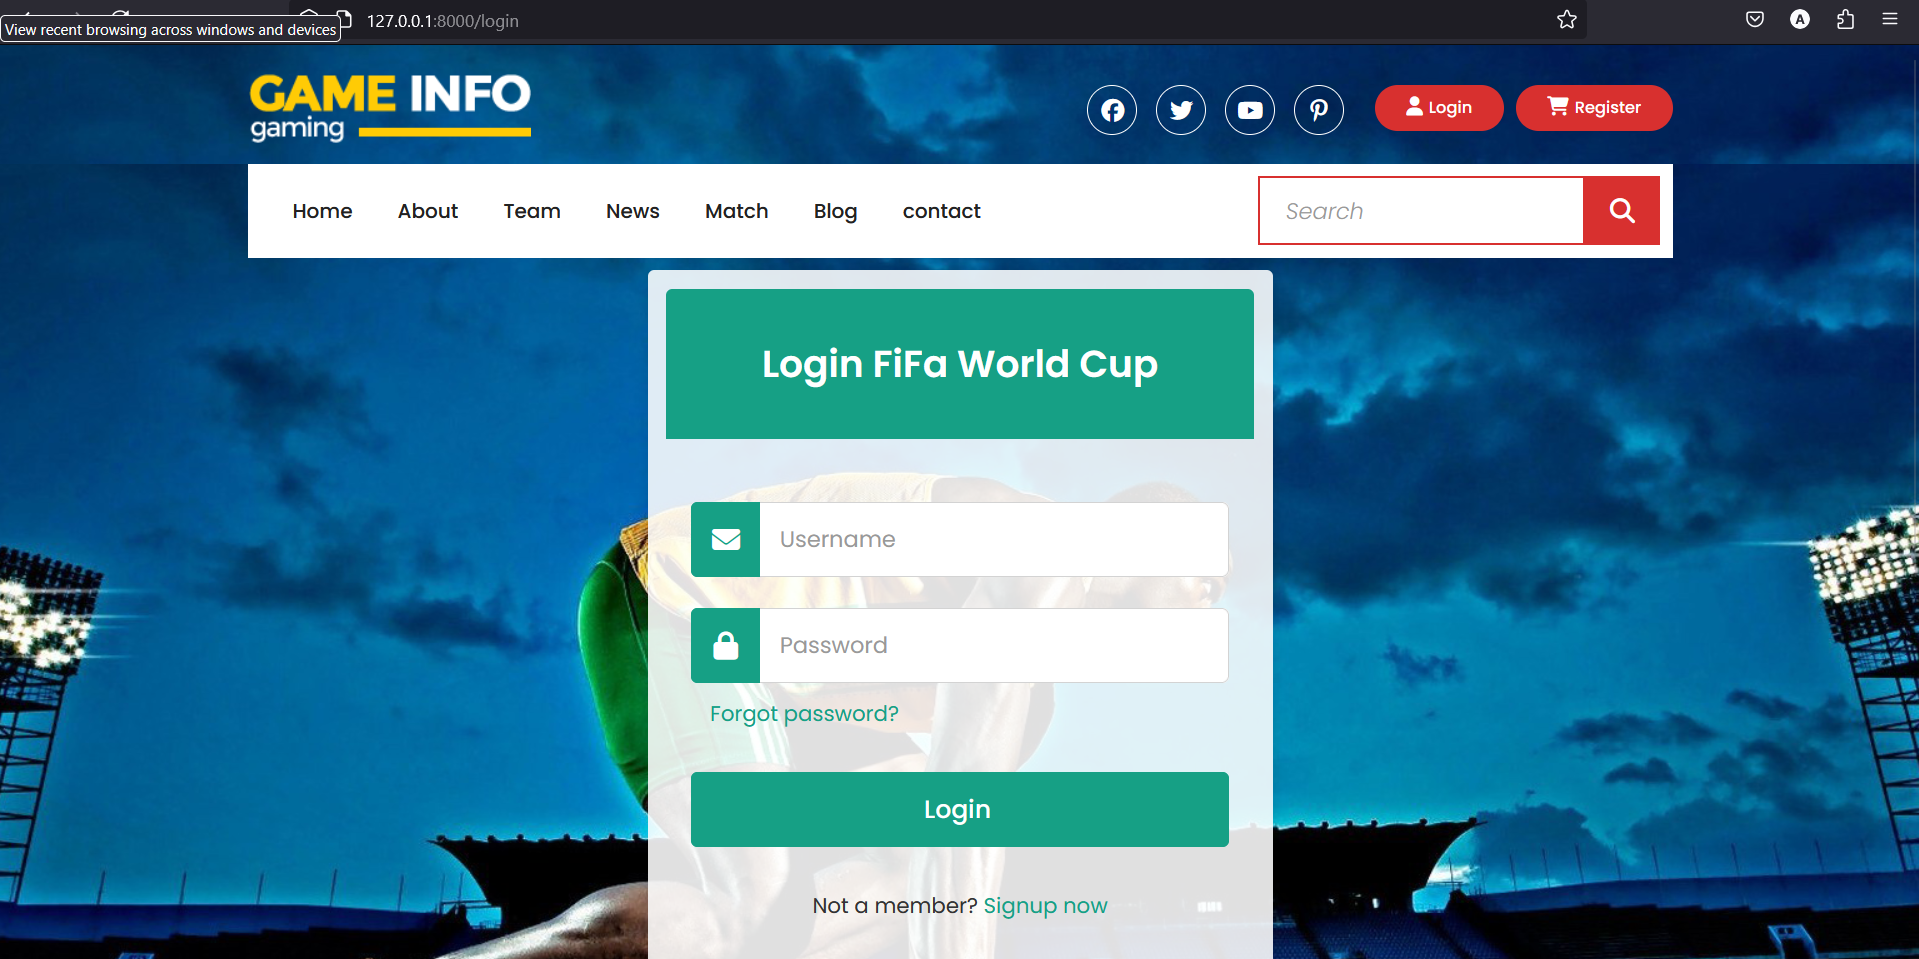 127.0.0.1:8000/login
View recent browsing across windows and devices
GAME INFO
gaming
Login
Register
Home
About
Team
News
Match
Blog
contact
Search
Login FiFa World Cup
Username
Password
Forgot password?
Login
Not a member? Signup now